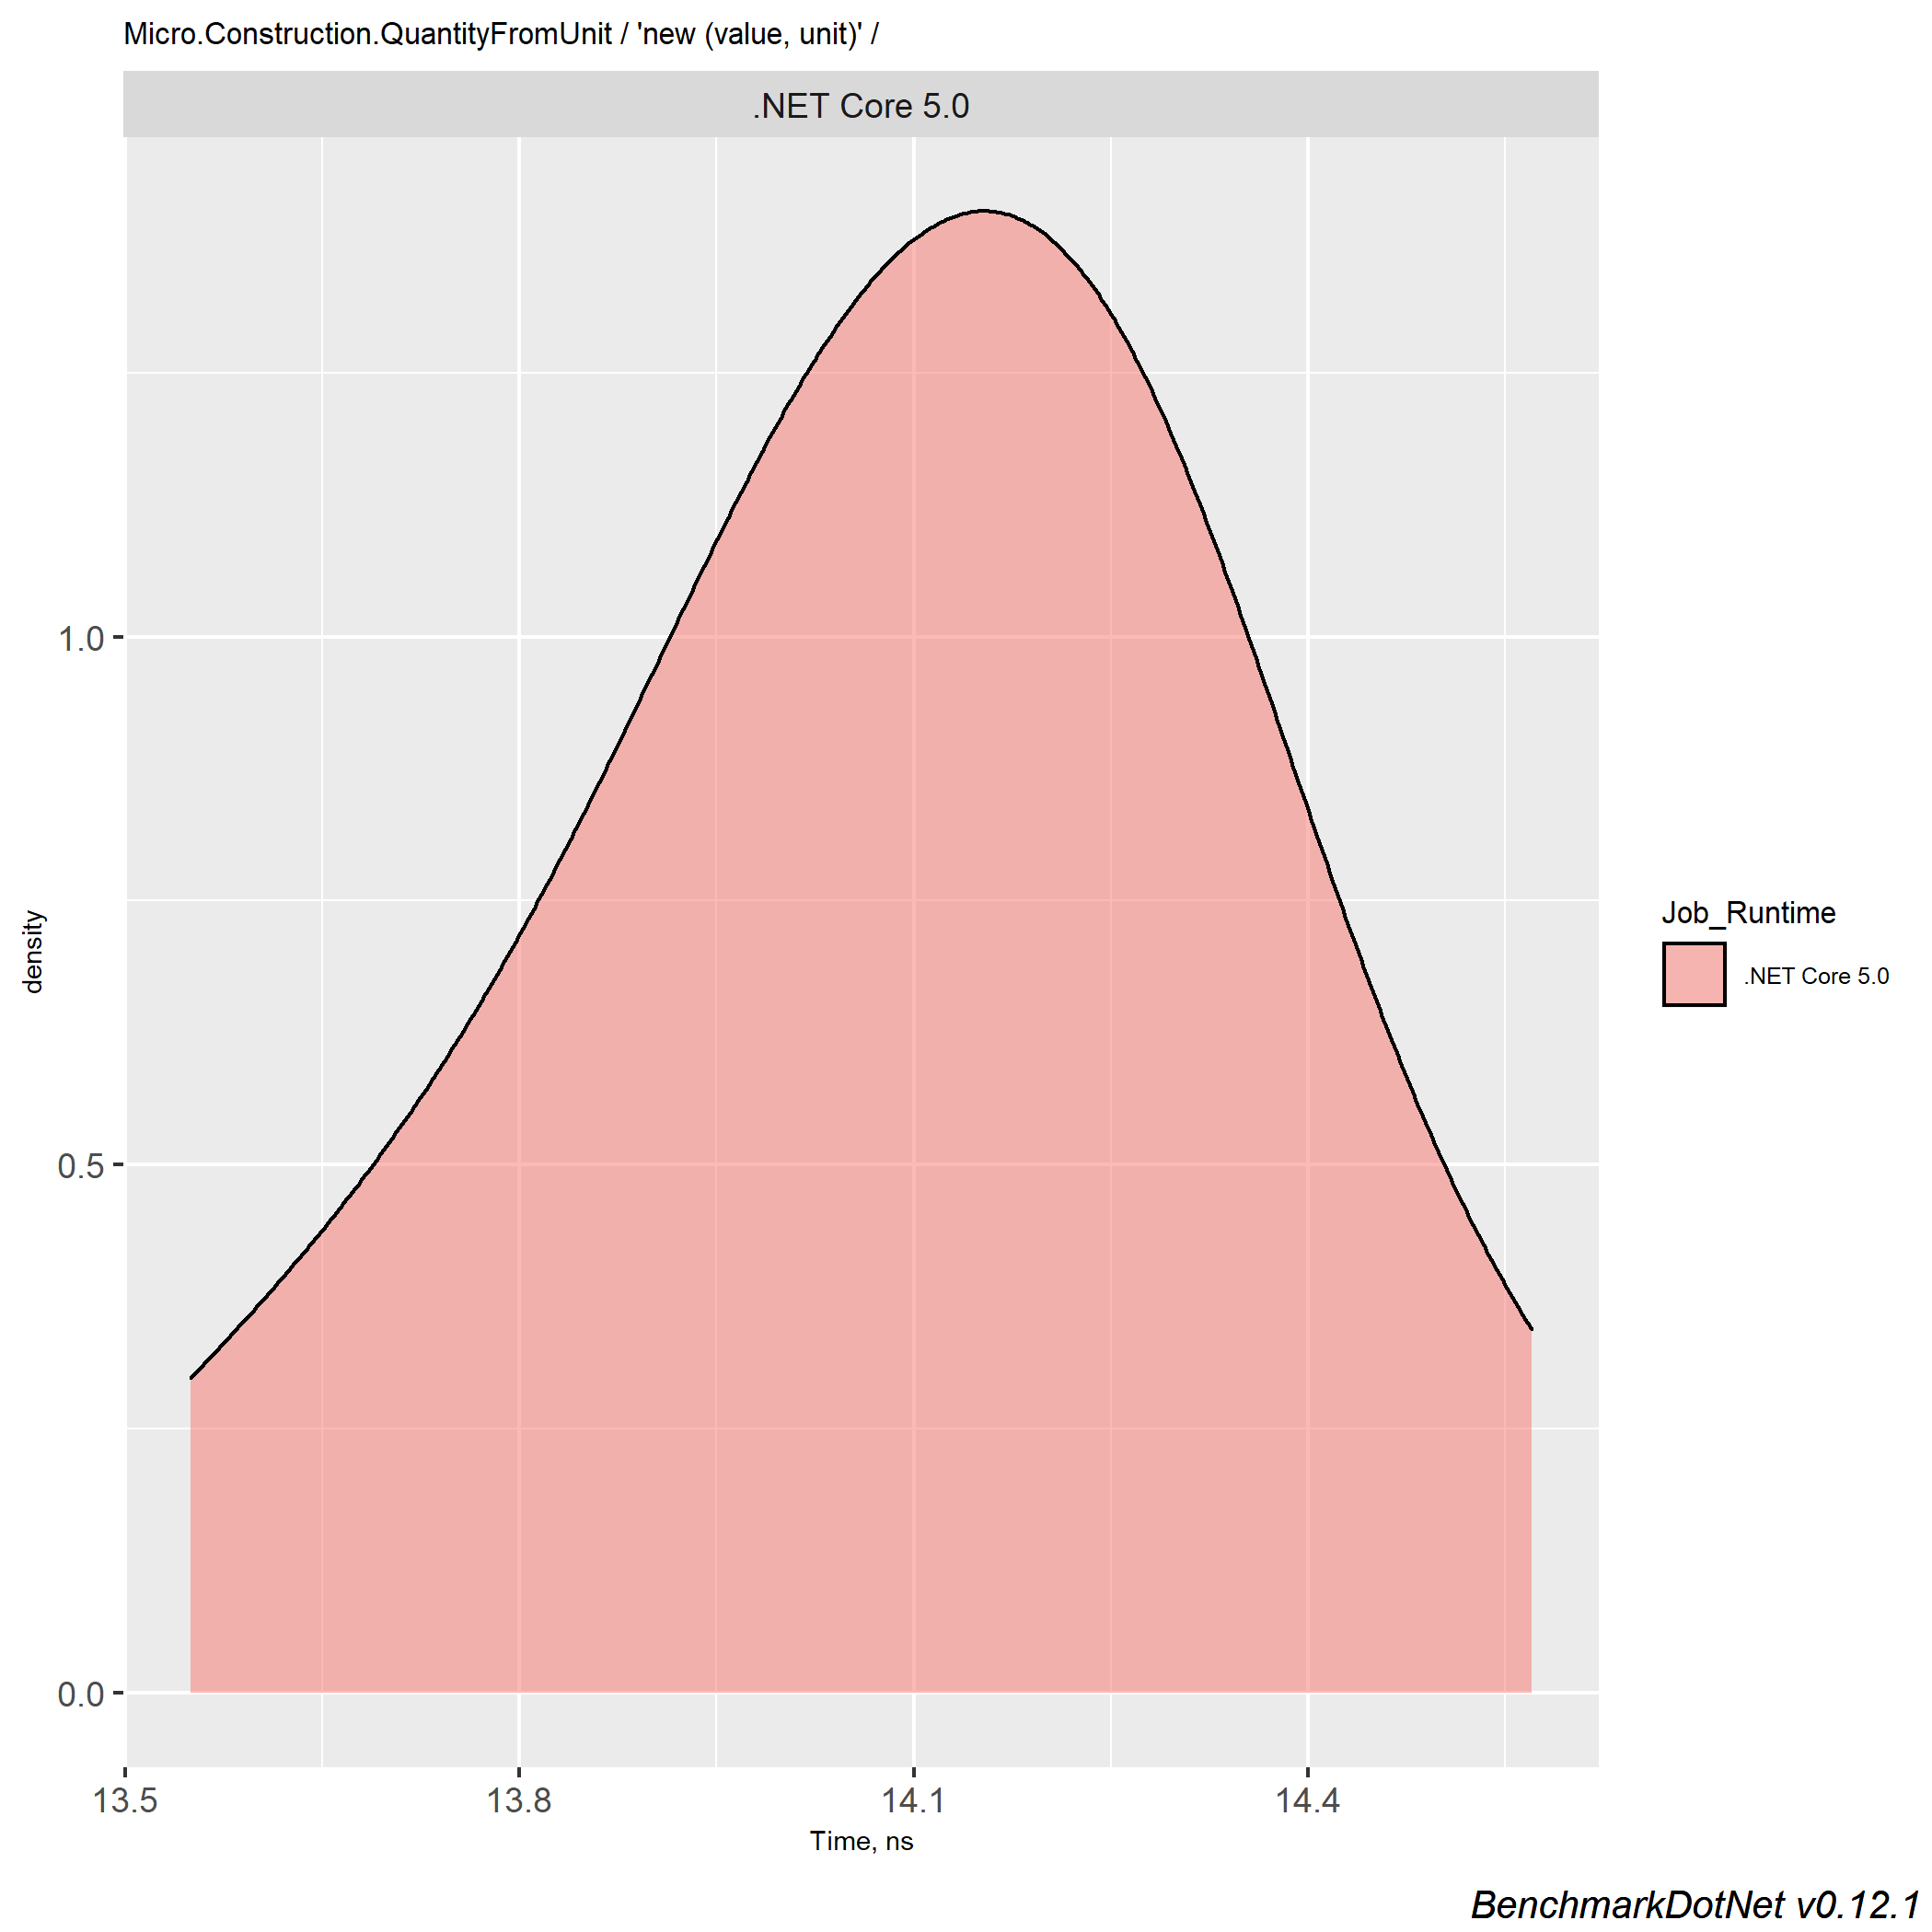 Micro.Construction.QuantityFromUnit / 'new (value, unit)' /
.NET Core 5.0
1.0
0.5
0.0
density
13.5 13.8 14.1 14.4
Time, ns
Job_Runtime
.NET Core 5.0
BenchmarkDotNet v0.12.1